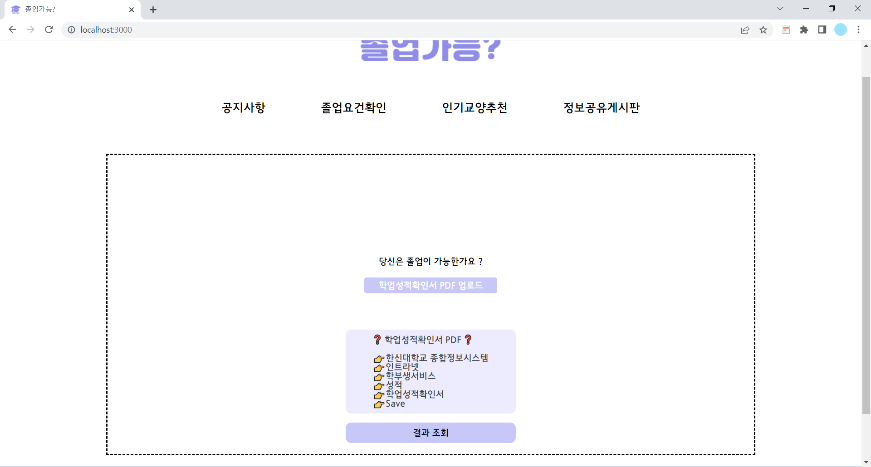 졸업가능?
localhost:3000
졸업가능?
공지사항 졸업요건확인 인기교양추천 정보공유게시판
당신은 졸업이 가능한가요 ?
학업성적확인서 PDF 업로드
❓ 학업성적확인서 PDF ❓
👉한신대학교 종합정보시스템
👉인트라넷
👉학부생서비스
👉성적
👉학업성적확인서
👉Save
결과 조회